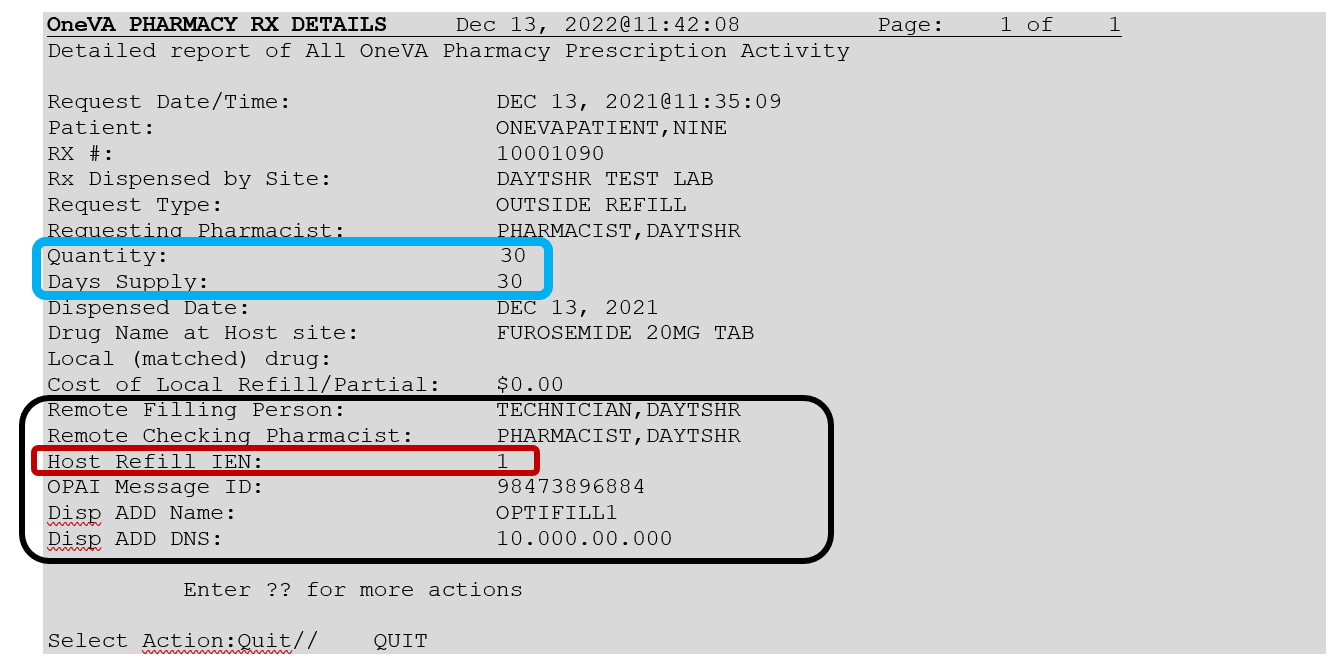 OneVA PHARMACY RX DETAILS     Dec 13, 2022@11:42:08          Page:    1 of    1
Detailed report of All OneVA Pharmacy Prescription Activity
Request Date/Time:               DEC 13, 2021@11:35:09
Patient:                         ONEVAPATIENT,NINE
RX #:                            10001090
Rx Dispensed by Site:            DAYTSHR TEST LAB
Request Type:                    OUTSIDE REFILL
Requesting Pharmacist:           PHARMACIST,DAYTSHR
Quantity:                        30
Days Supply:                     30
Dispensed Date:                  DEC 13, 2021
Drug Name at Host site:          FUROSEMIDE 20MG TAB
Local (matched) drug:
Cost of Local Refill/Partial:    $0.00
Remote Filling Person:           TECHNICIAN,DAYTSHR
Remote Checking Pharmacist:      PHARMACIST,DAYTSHR
Host Refill IEN:                 1
OPAI Message ID:                 98473896884
Disp ADD Name:                   OPTIFILL1
Disp ADD DNS:                    10.000.00.000
Enter ?? for more actions
Select Action:Quit//    QUIT